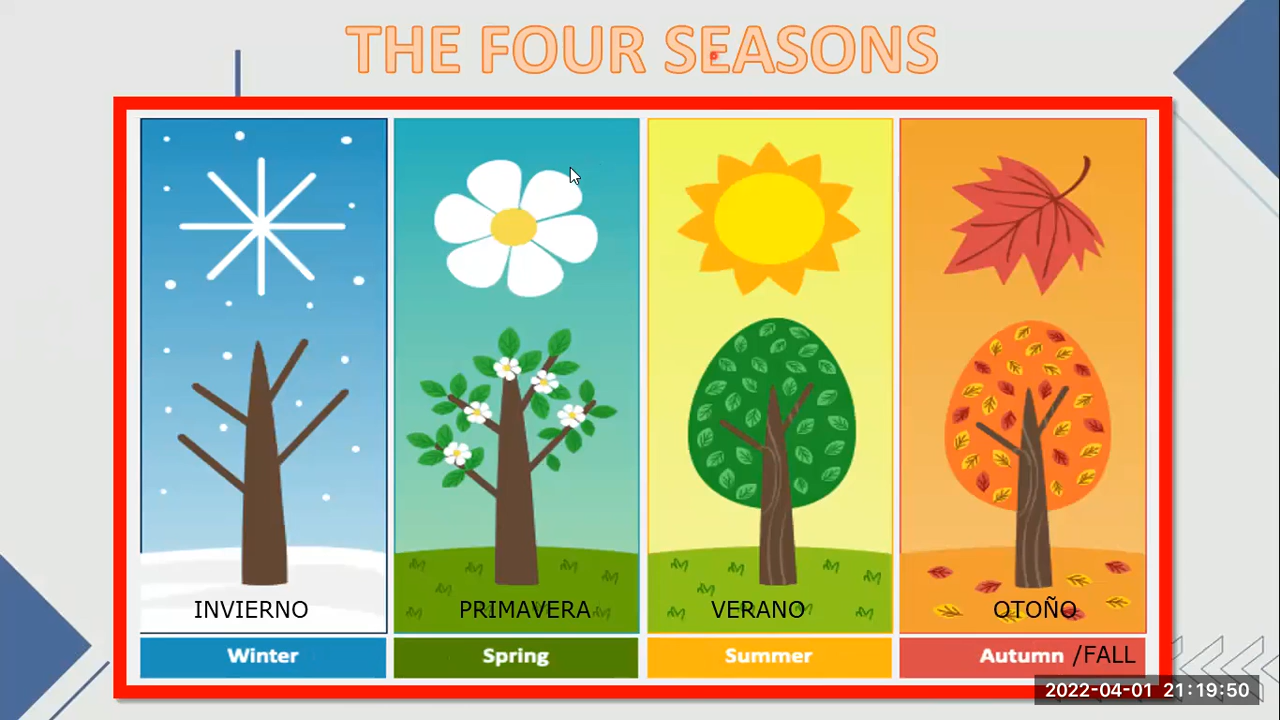 THE FOUR SEASONS
INVIERNO PRIMAVERA VERANO OTOÑO
Winter Spring Summer Autumn /FALL
2022-04-01 21:19:50